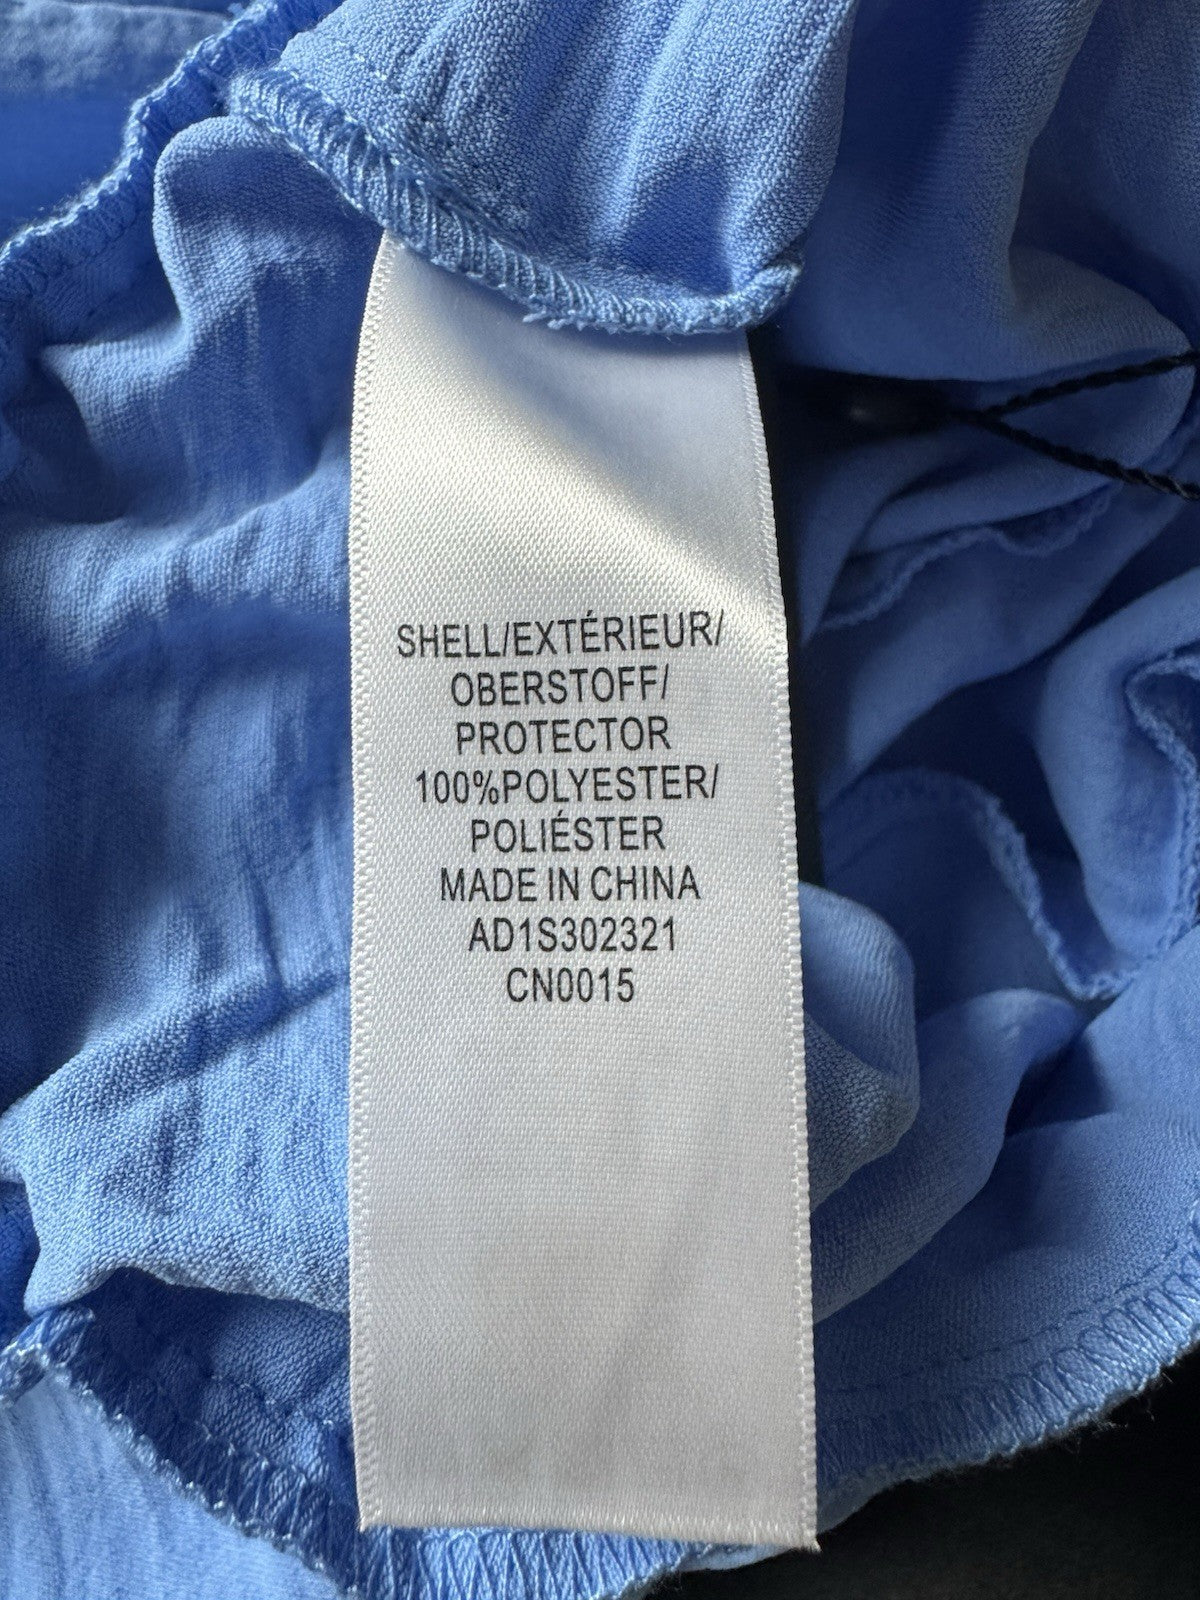 SHELL/EXTÉRIEUR/
OBERSTOFF/
PROTECTOR
100%POLYESTER/
POLIÉSTER
MADE IN CHINA
AD1S302321
CN0015